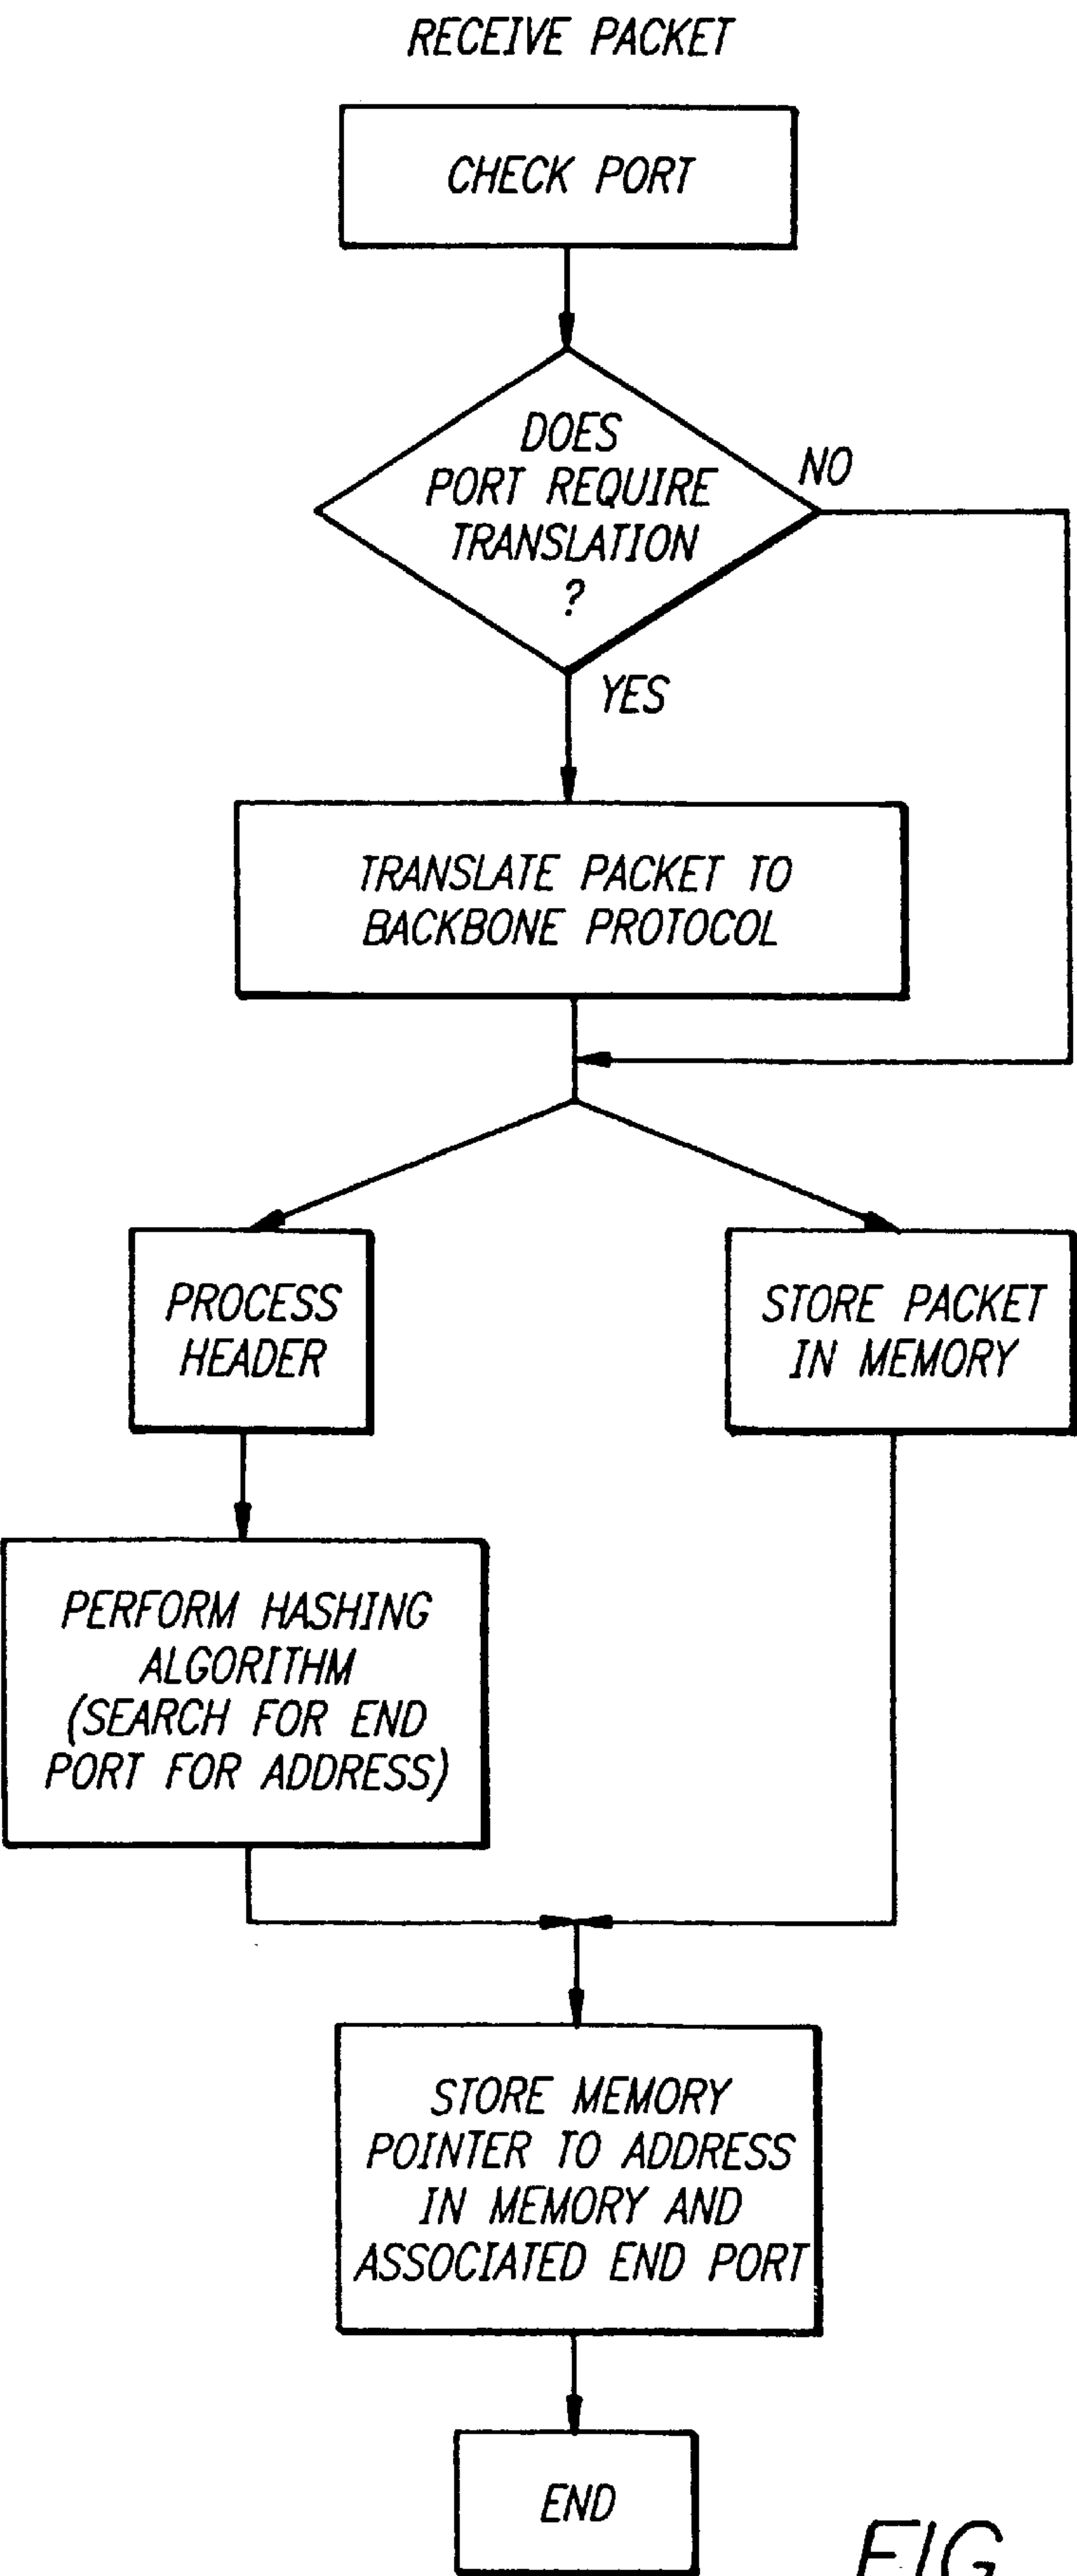 RECEIVE PACKET
CHECK PORT
DOES
PORT REQUIRE
TRANSLATION
?
NO
YES
TRANSLATE PACKET TO
BACKBONE PROTOCOL
PROCESS
HEADER
STORE PACKET
IN MEMORY
PERFORM HASHING
ALGORITHM
(SEARCH FOR END
PORT FOR ADDRESS)
STORE MEMORY
POINTER TO ADDRESS
IN MEMORY AND
ASSOCIATED END PORT
END
FIG